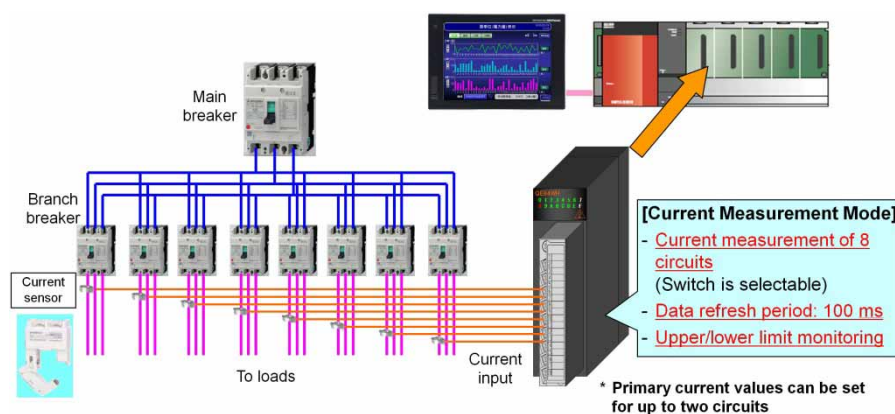 Main
breaker
Branch
breaker
Current
sensor
To loads
Current
input
[Current Measurement Mode]
- Current measurement of 8
circuits
(Switch is selectable)
- Data refresh period: 100 ms
- Upper/lower limit monitoring
* Primary current values can be set
for up to two circuits